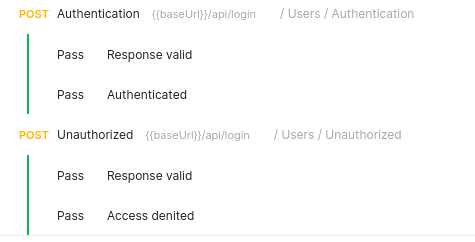 POST Authentication {{baseUrl}}/api/login / Users / Authentication
Pass Response valid
Pass Authenticated
POST Unauthorized {{baseUrl}}/api/login / Users / Unauthorized
Pass Response valid
Pass Access denited